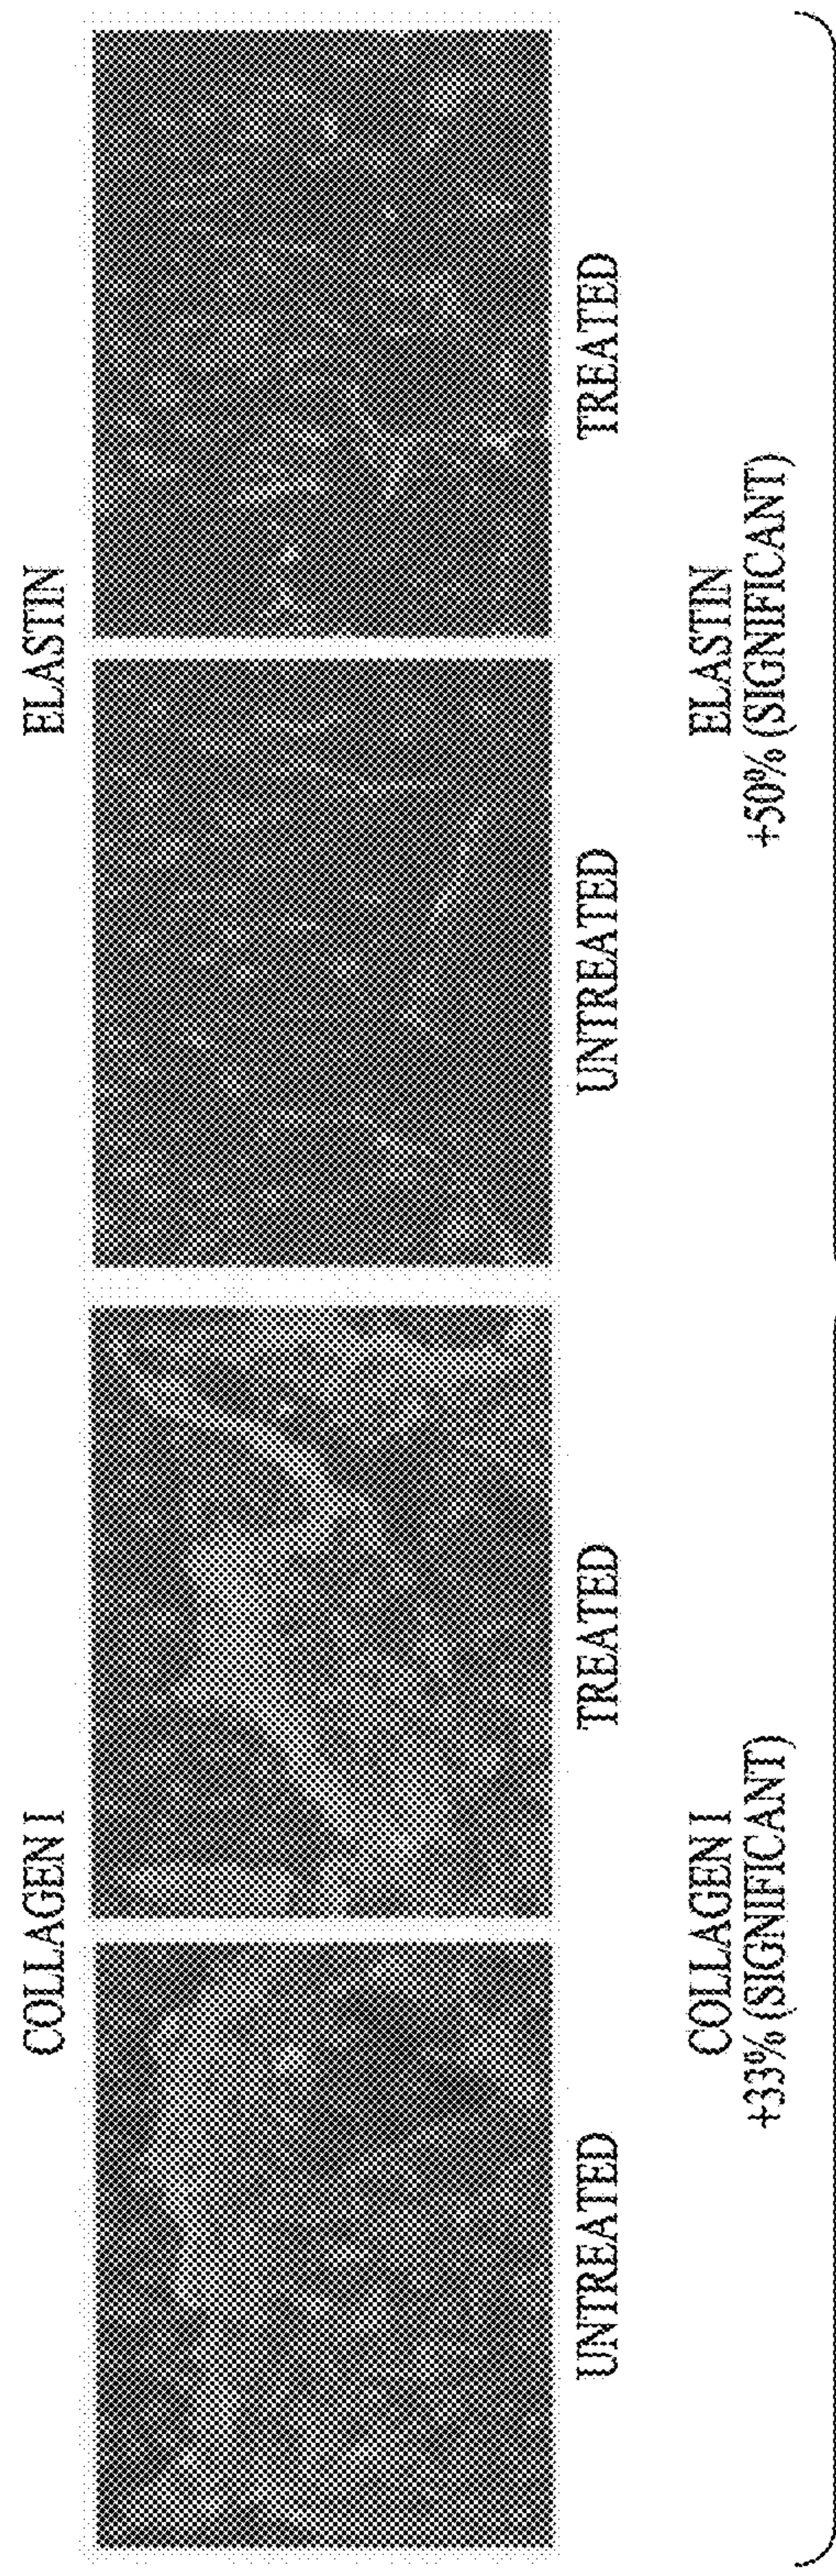 COLLAGEN I
ELASTIN
UNTREATED
TREATED
UNTREATED
TREATED
COLLAGEN I
+33% (SIGNIFICANT)
ELASTIN
+50% (SIGNIFICANT)